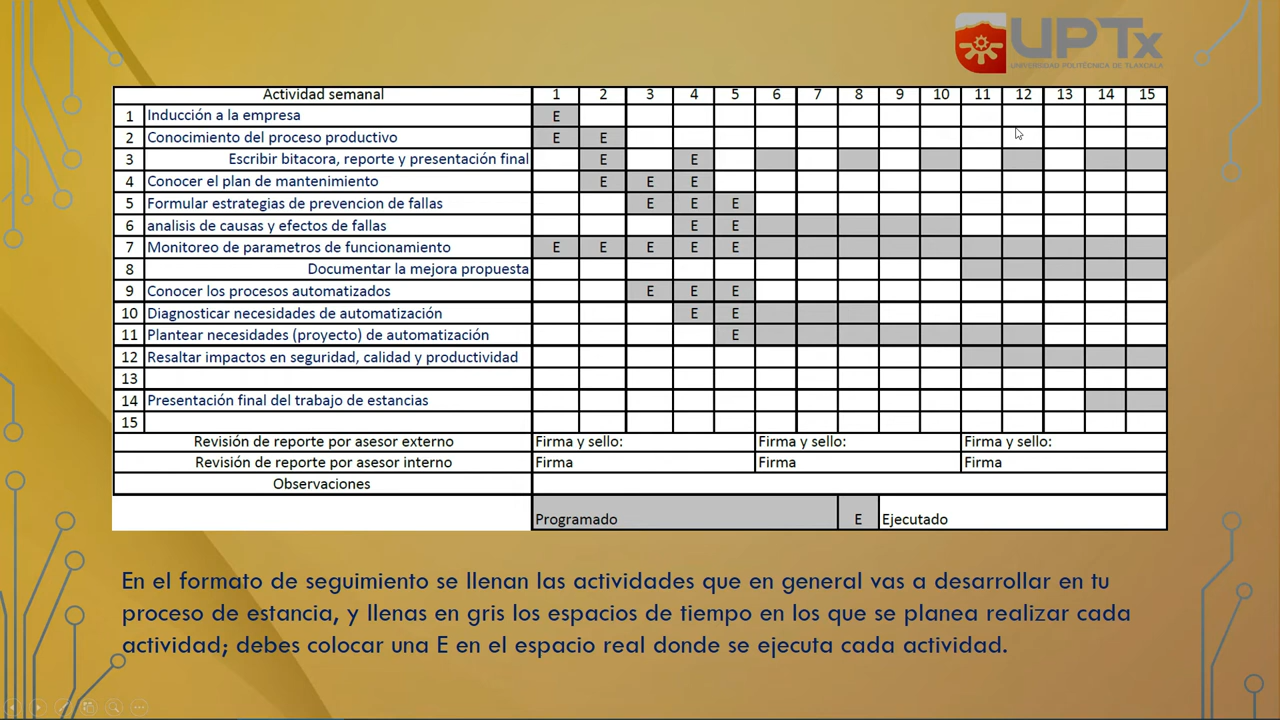 UPTx
UNIVERSIDAD POLITÉCNICA DE TLAXCALA
Actividad semanal 1 2 3 4 5 6 7 8 9 10 11 12 13 14 15
1 Inducción a la empresa E
2 Conocimiento del proceso productivo E E
3 Escribir bitacora, reporte y presentación final E E
4 Conocer el plan de mantenimiento E E E
5 Formular estrategias de prevencion de fallas E E E
6 analisis de causas y efectos de fallas E E
7 Monitoreo de parametros de funcionamiento E E E E E
8 Documentar la mejora propuesta
9 Conocer los procesos automatizados E E E
10 Diagnosticar necesidades de automatización E E
11 Plantear necesidades (proyecto) de automatización E
12 Resaltar impactos en seguridad, calidad y productividad
13
14 Presentación final del trabajo de estancias
15
Revisión de reporte por asesor externo Firma y sello: Firma y sello: Firma y sello:
Revisión de reporte por asesor interno Firma Firma Firma
Observaciones
Programado E Ejecutado
En el formato de seguimiento se llenan las actividades que en general vas a desarrollar en tu
proceso de estancia, y llenas en gris los espacios de tiempo en los que se planea realizar cada
actividad; debes colocar una E en el espacio real donde se ejecuta cada actividad.